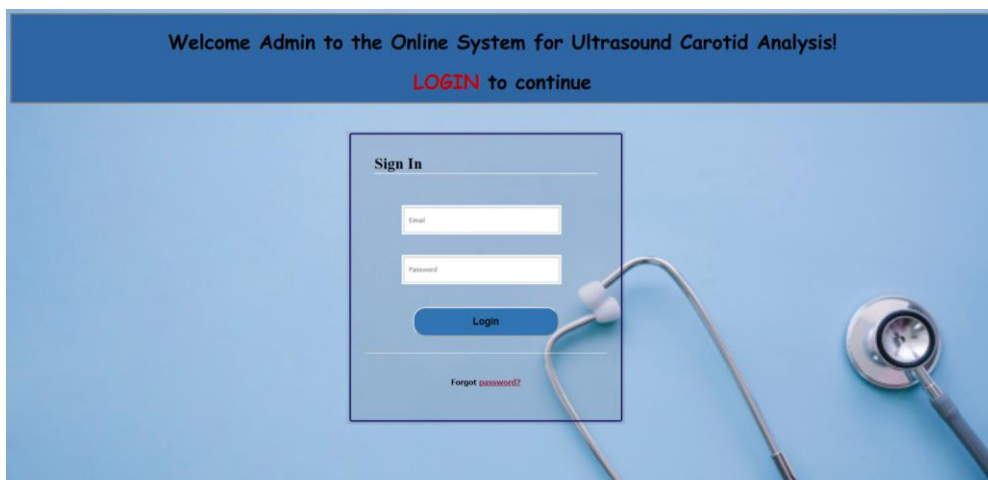 Welcome Admin to the Online System for Ultrasound Carotid Analysis!
LOGIN to continue
Sign In
Email
Password
Login
Forgot password?